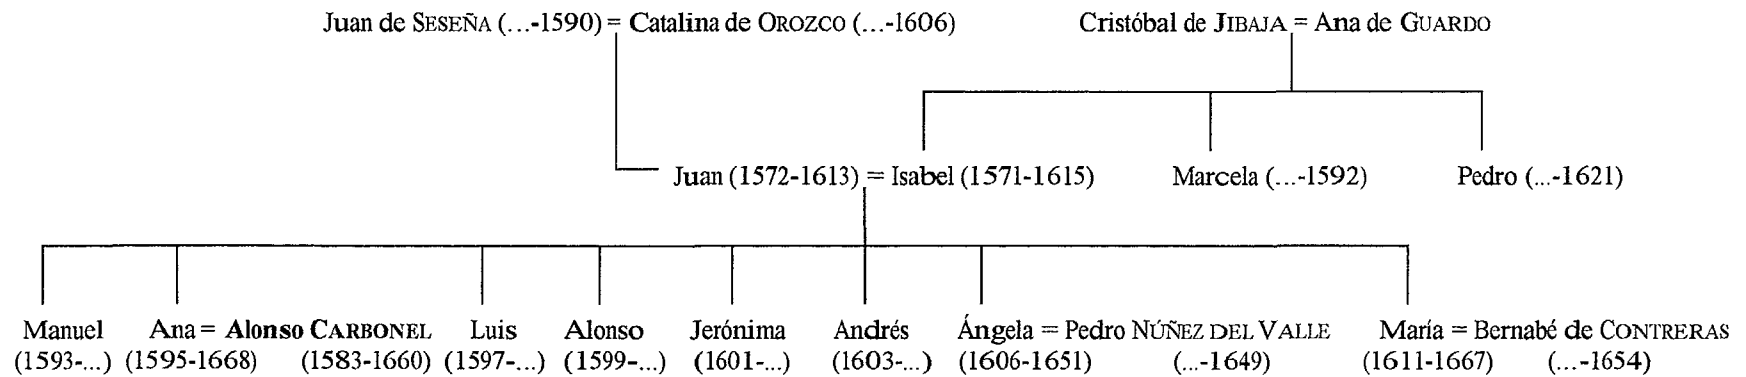 Juan de SESEÑA (...-1590) = Catalina de OROZCO (...-1606) Cristóbal de JIBAJA = Ana de GUARDO
Juan (1572-1613) = Isabel (1571-1615) Marcela (...-1592) Pedro (...-1621)
Manuel Ana = Alonso CARBONEL Luis Alonso Jerónima Andrés Ángela = Pedro NÚÑEZ DEL VALLE María = Bernabé de CONTRERAS
(1593-...) (1595-1668) (1583-1660) (1597-...) (1599-...) (1601-...) (1603-...) (1606-1651) (...-1649) (1611-1667) (...-1654)